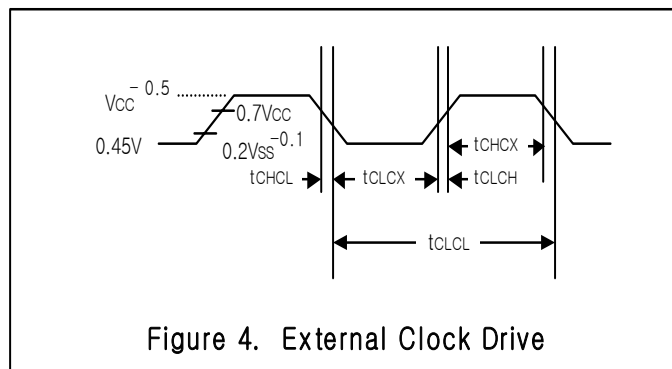 VCC - 0.5
0.7VCC
0.45V
0.2VSS-0.1
tCHCX
tCHCL
tCLCX
tCLCH
tCLCL
Figure 4. External Clock Drive